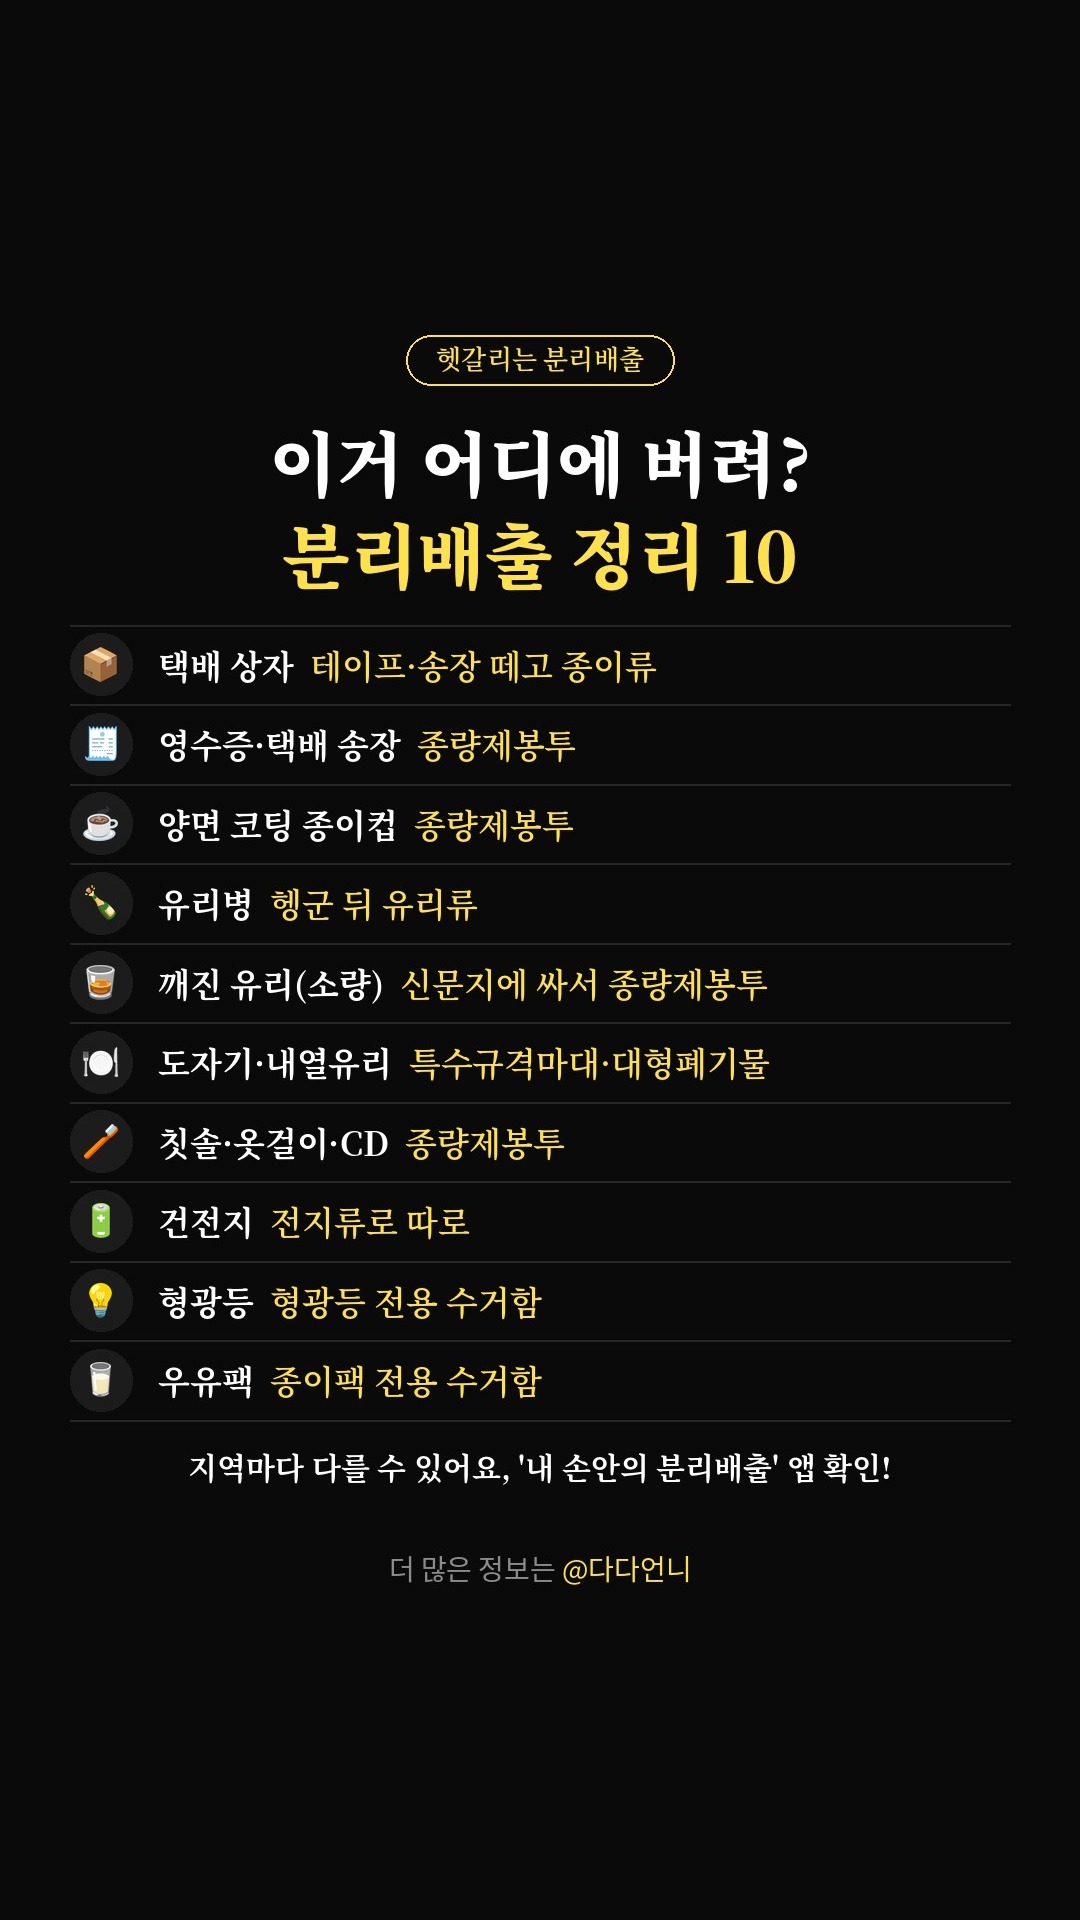 헷갈리는 분리배출
이거 어디에 버려?
분리배출 정리 10
택배 상자 테이프·송장 떼고 종이류
영수증·택배 송장 종량제봉투
양면 코팅 종이컵 종량제봉투
유리병 헹군 뒤 유리류
깨진 유리(소량) 신문지에 싸서 종량제봉투
도자기·내열유리 특수규격마대·대형폐기물
칫솔·옷걸이·CD 종량제봉투
건전지 전지류로 따로
형광등 형광등 전용 수거함
우유팩 종이팩 전용 수거함
지역마다 다를 수 있어요, '내 손안의 분리배출' 앱 확인!
더 많은 정보는 @다다언니